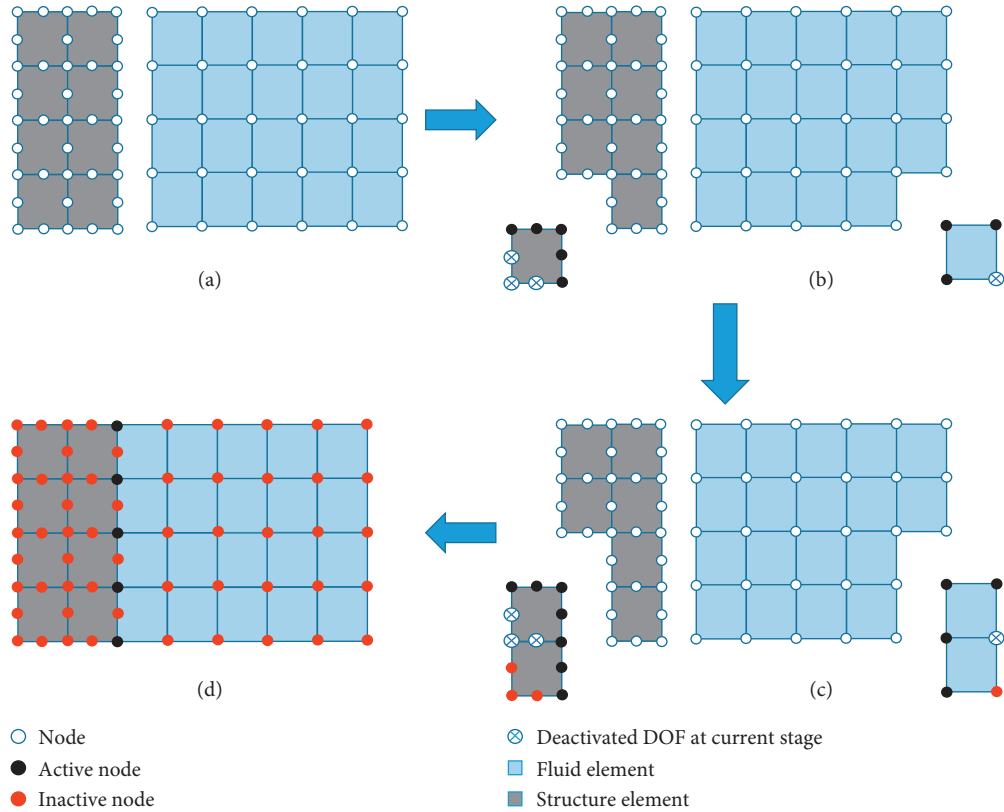 (a)
(b)
(d)
(c)
Node
Active node
Inactive node
Deactivated DOF at current stage
Fluid element
Structure element